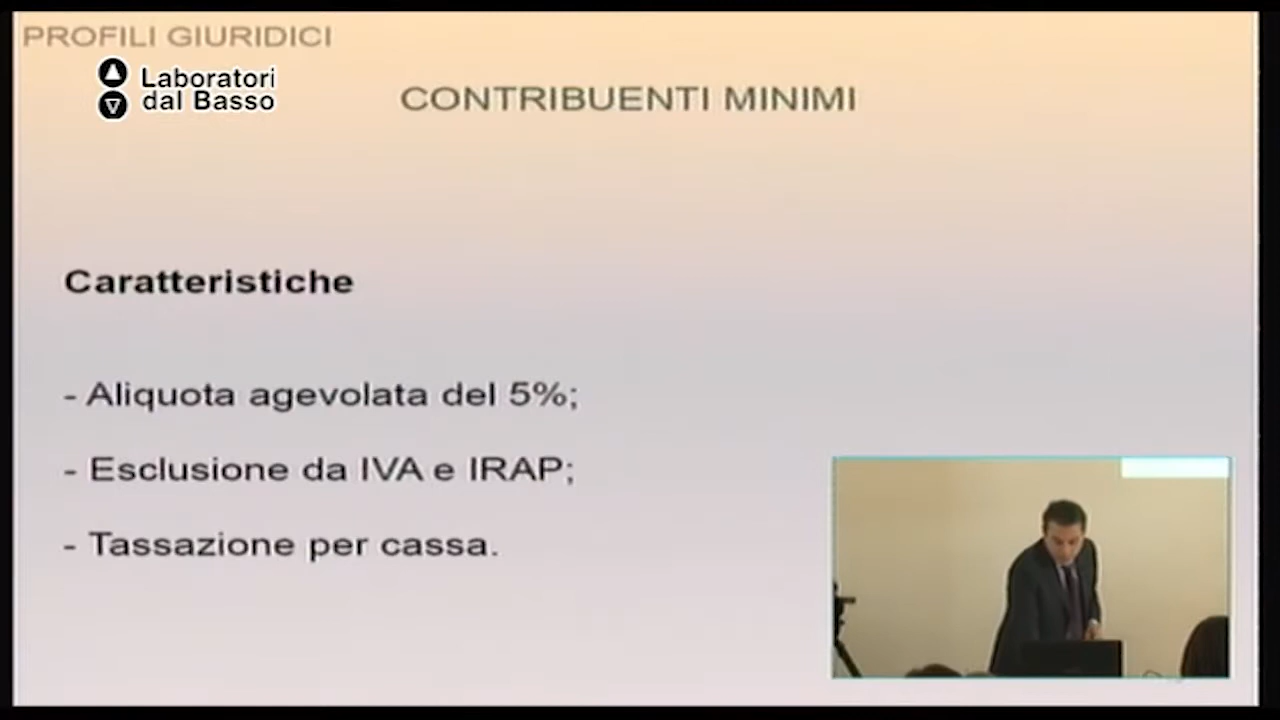 PROFILI GIURIDICI
Laboratori
dal Basso
CONTRIBUENTI MINIMI
Caratteristiche
- Aliquota agevolata del 5%;
- Esclusione da IVA e IRAP;
- Tassazione per cassa.